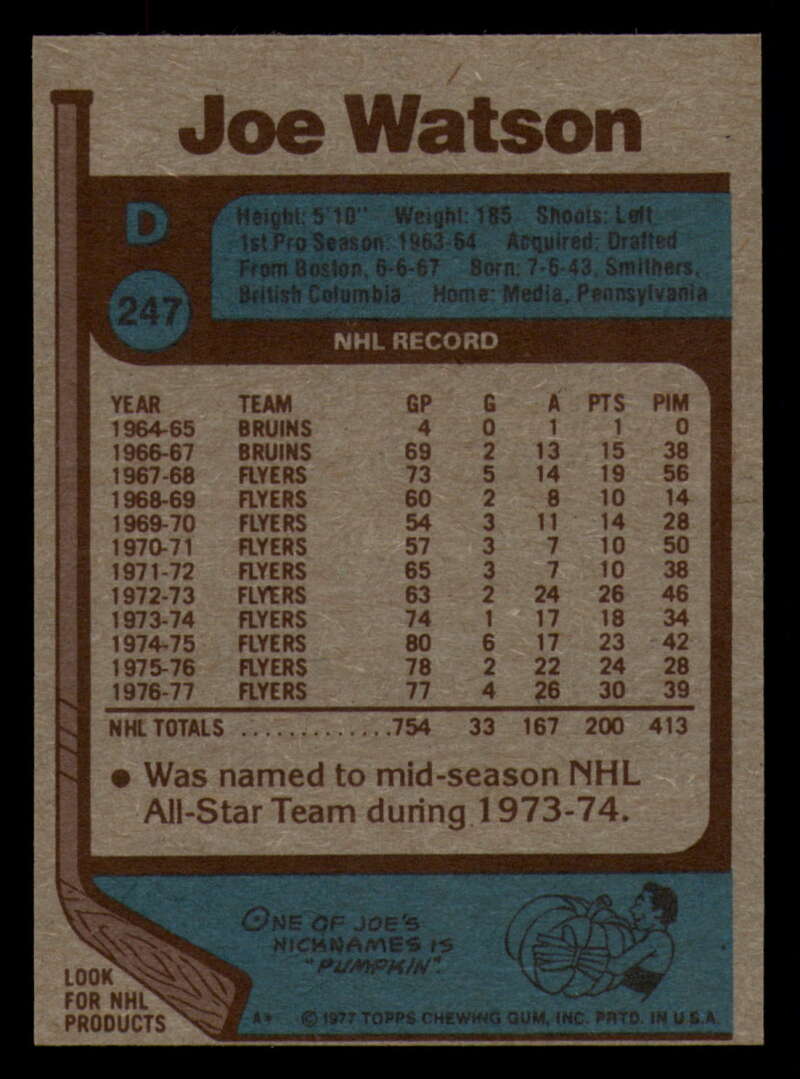 Joe Watson
D
247
Height: 5'10" Weight: 185 Shoots: Left
1st Pro Season: 1963-64 Acquired: Drafted
From Boston, 6-6-67 Born: 7-6-43, Smithers,
British Columbia Home: Media, Pennsylvania
NHL RECORD
YEAR TEAM GP G A PTS PIM
1964-65 BRUINS 4 0 1 1 0
1966-67 BRUINS 69 2 13 15 38
1967-68 FLYERS 73 5 14 19 56
1968-69 FLYERS 60 2 8 10 14
1969-70 FLYERS 54 3 11 14 28
1970-71 FLYERS 57 3 7 10 50
1971-72 FLYERS 65 3 7 10 38
1972-73 FLYERS 63 2 24 26 46
1973-74 FLYERS 74 1 17 18 34
1974-75 FLYERS 80 6 17 23 42
1975-76 FLYERS 78 2 22 24 28
1976-77 FLYERS 77 4 26 30 39
NHL TOTALS ..............754 33 167 200 413
● Was named to mid-season NHL
All-Star Team during 1973-74.
ONE OF JOE'S
NICKNAMES IS
"PUMPKIN".
LOOK
FOR NHL
PRODUCTS
A* © 1977 TOPPS CHEWING GUM, INC. PRTD. IN U.S.A.